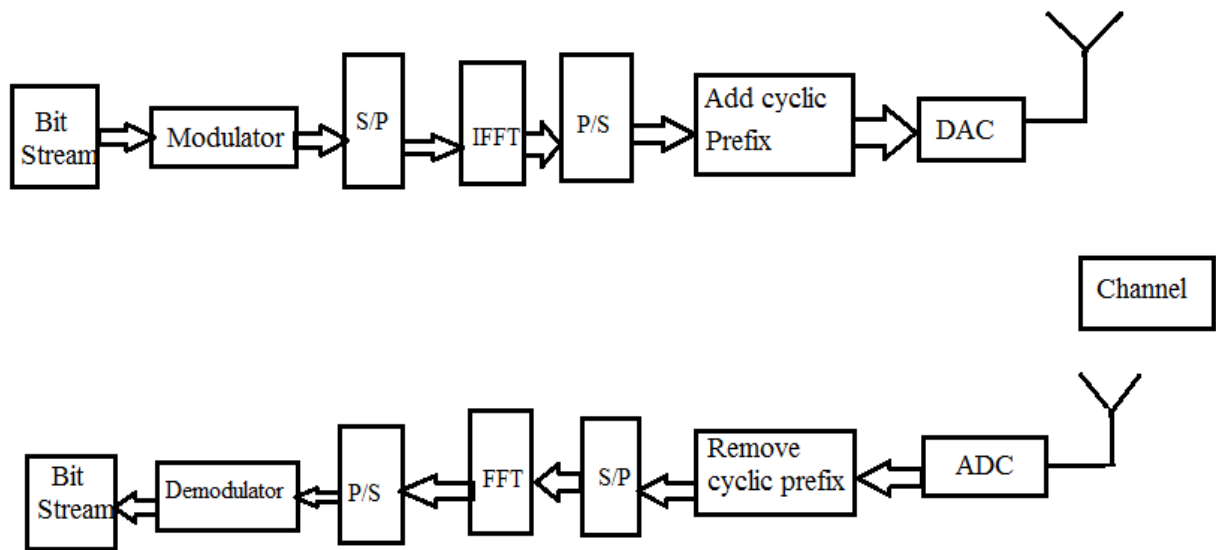 Bit
Stream
Modulator
S/P
IFFT
P/S
Add cyclic
Prefix
DAC
Channel
Bit
Stream
Demodulator
P/S
FFT
S/P
Remove
cyclic prefix
ADC